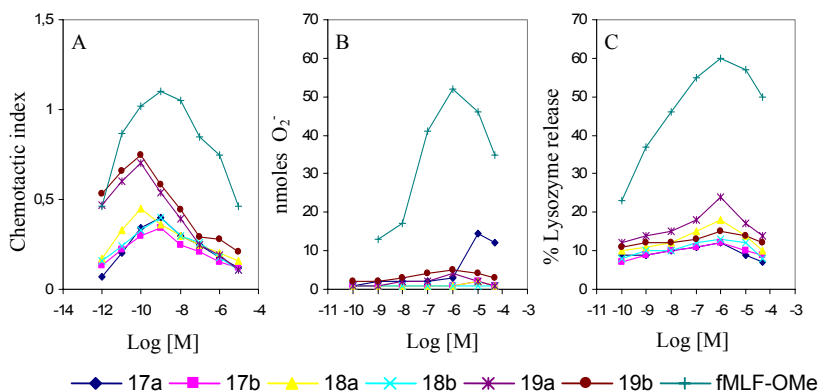 A
Chemotactic index
1,5
1
0,5
0
-14 -12 -10 -8 -6 -4
Log [M]
B
nmoles O₂⁻
70
60
50
40
30
20
10
0
-11 -10 -9 -8 -7 -6 -5 -4 -3
Log [M]
C
% Lysozyme release
70
60
50
40
30
20
10
0
-11 -10 -9 -8 -7 -6 -5 -4 -3
Log [M]
17a 17b 18a 18b 19a 19b fMLF-OMe